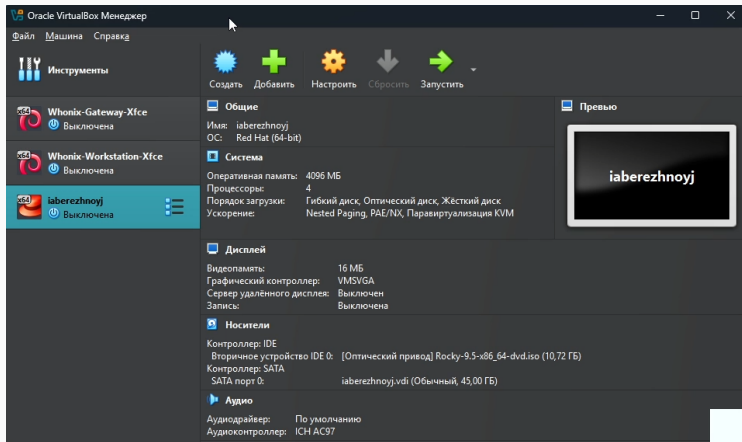 Oracle VirtualBox Менеджер
Файл Машина Справка
Инструменты
Создать Добавить Настроить Сбросить Запустить
x64 Whonix-Gateway-Xfce
Выключена
x64 Whonix-Workstation-Xfce
Выключена
x64 iaberezhnoyj
Выключена
Общие
Имя: iaberezhnoyj
ОС: Red Hat (64-bit)
Превью
iaberezhnoyj
Система
Оперативная память: 4096 МБ
Процессоры: 4
Порядок загрузки: Гибкий диск, Оптический диск, Жёсткий диск
Ускорение: Nested Paging, PAE/NX, Паравиртуализация KVM
Дисплей
Видеопамять: 16 МБ
Графический контроллер: VMSVGA
Сервер удалённого дисплея: Выключен
Запись: Выключена
Носители
Контроллер: IDE
Вторичное устройство IDE 0: [Оптический привод] Rocky-9.5-x86_64-dvd.iso (10,72 ГБ)
Контроллер: SATA
SATA порт 0: iaberezhnoyj.vdi (Обычный, 45,00 ГБ)
Аудио
Аудиодрайвер: По умолчанию
Аудиоконтроллер: ICH AC97